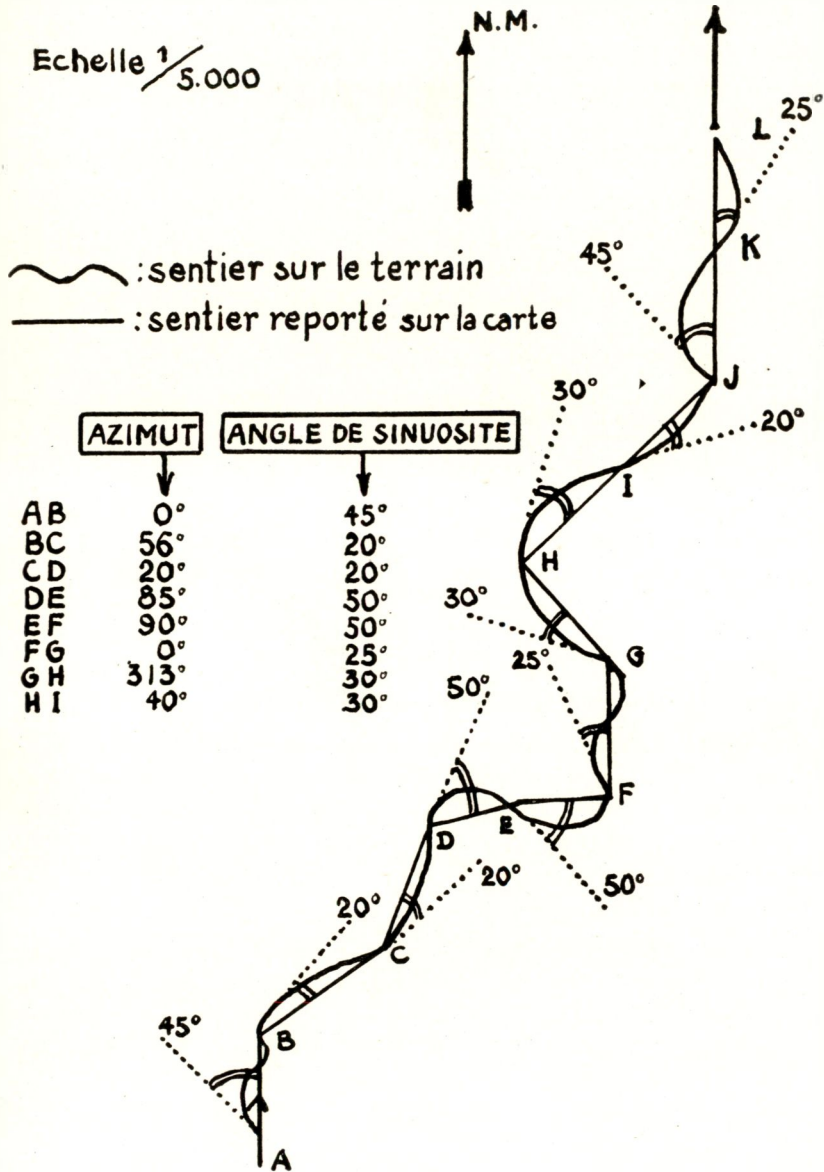 N.M.
Echelle 1/5.000
L 25°
K
45°
: sentier sur le terrain
: sentier reporté sur la carte
J
30°
20°
AZIMUT ANGLE DE SINUOSITE
I
AB 0° 45°
BC 56° 20°
CD 20° 20°
DE 85° 50°
EF 90° 50°
FG 0° 25°
GH 313° 30°
HI 40° 30°
H
30°
25° G
50°
F
E
D
20° 50°
20°
C
45°
B
A